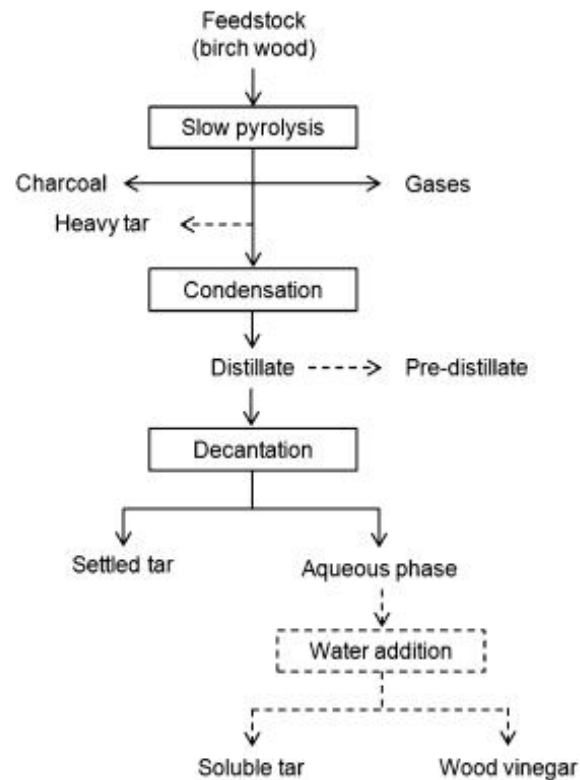 Feedstock
(birch wood)
Slow pyrolysis
Charcoal
Gases
Heavy tar
Condensation
Distillate
Pre-distillate
Decantation
Settled tar
Aqueous phase
Water addition
Soluble tar
Wood vinegar